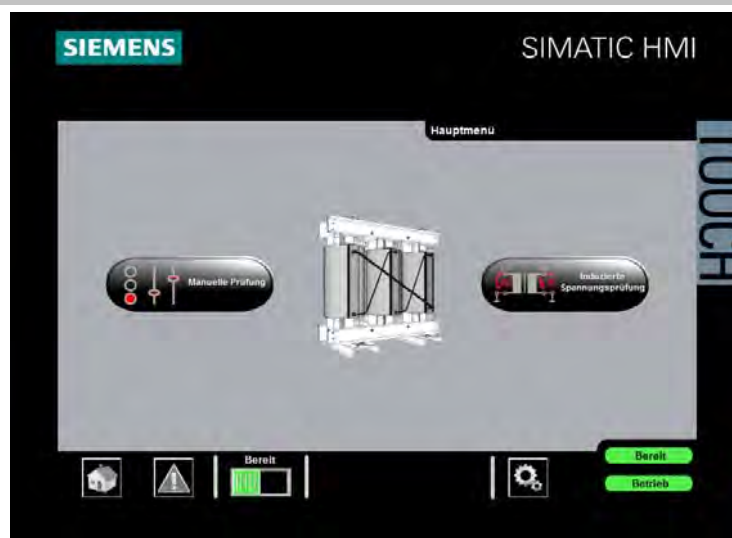 SIEMENS
SIMATIC HMI
TOUCH
Hauptmenü
Manuelle Prüfung
Induzierte
Spannungsprüfung
Bereit
Bereit
Betrieb